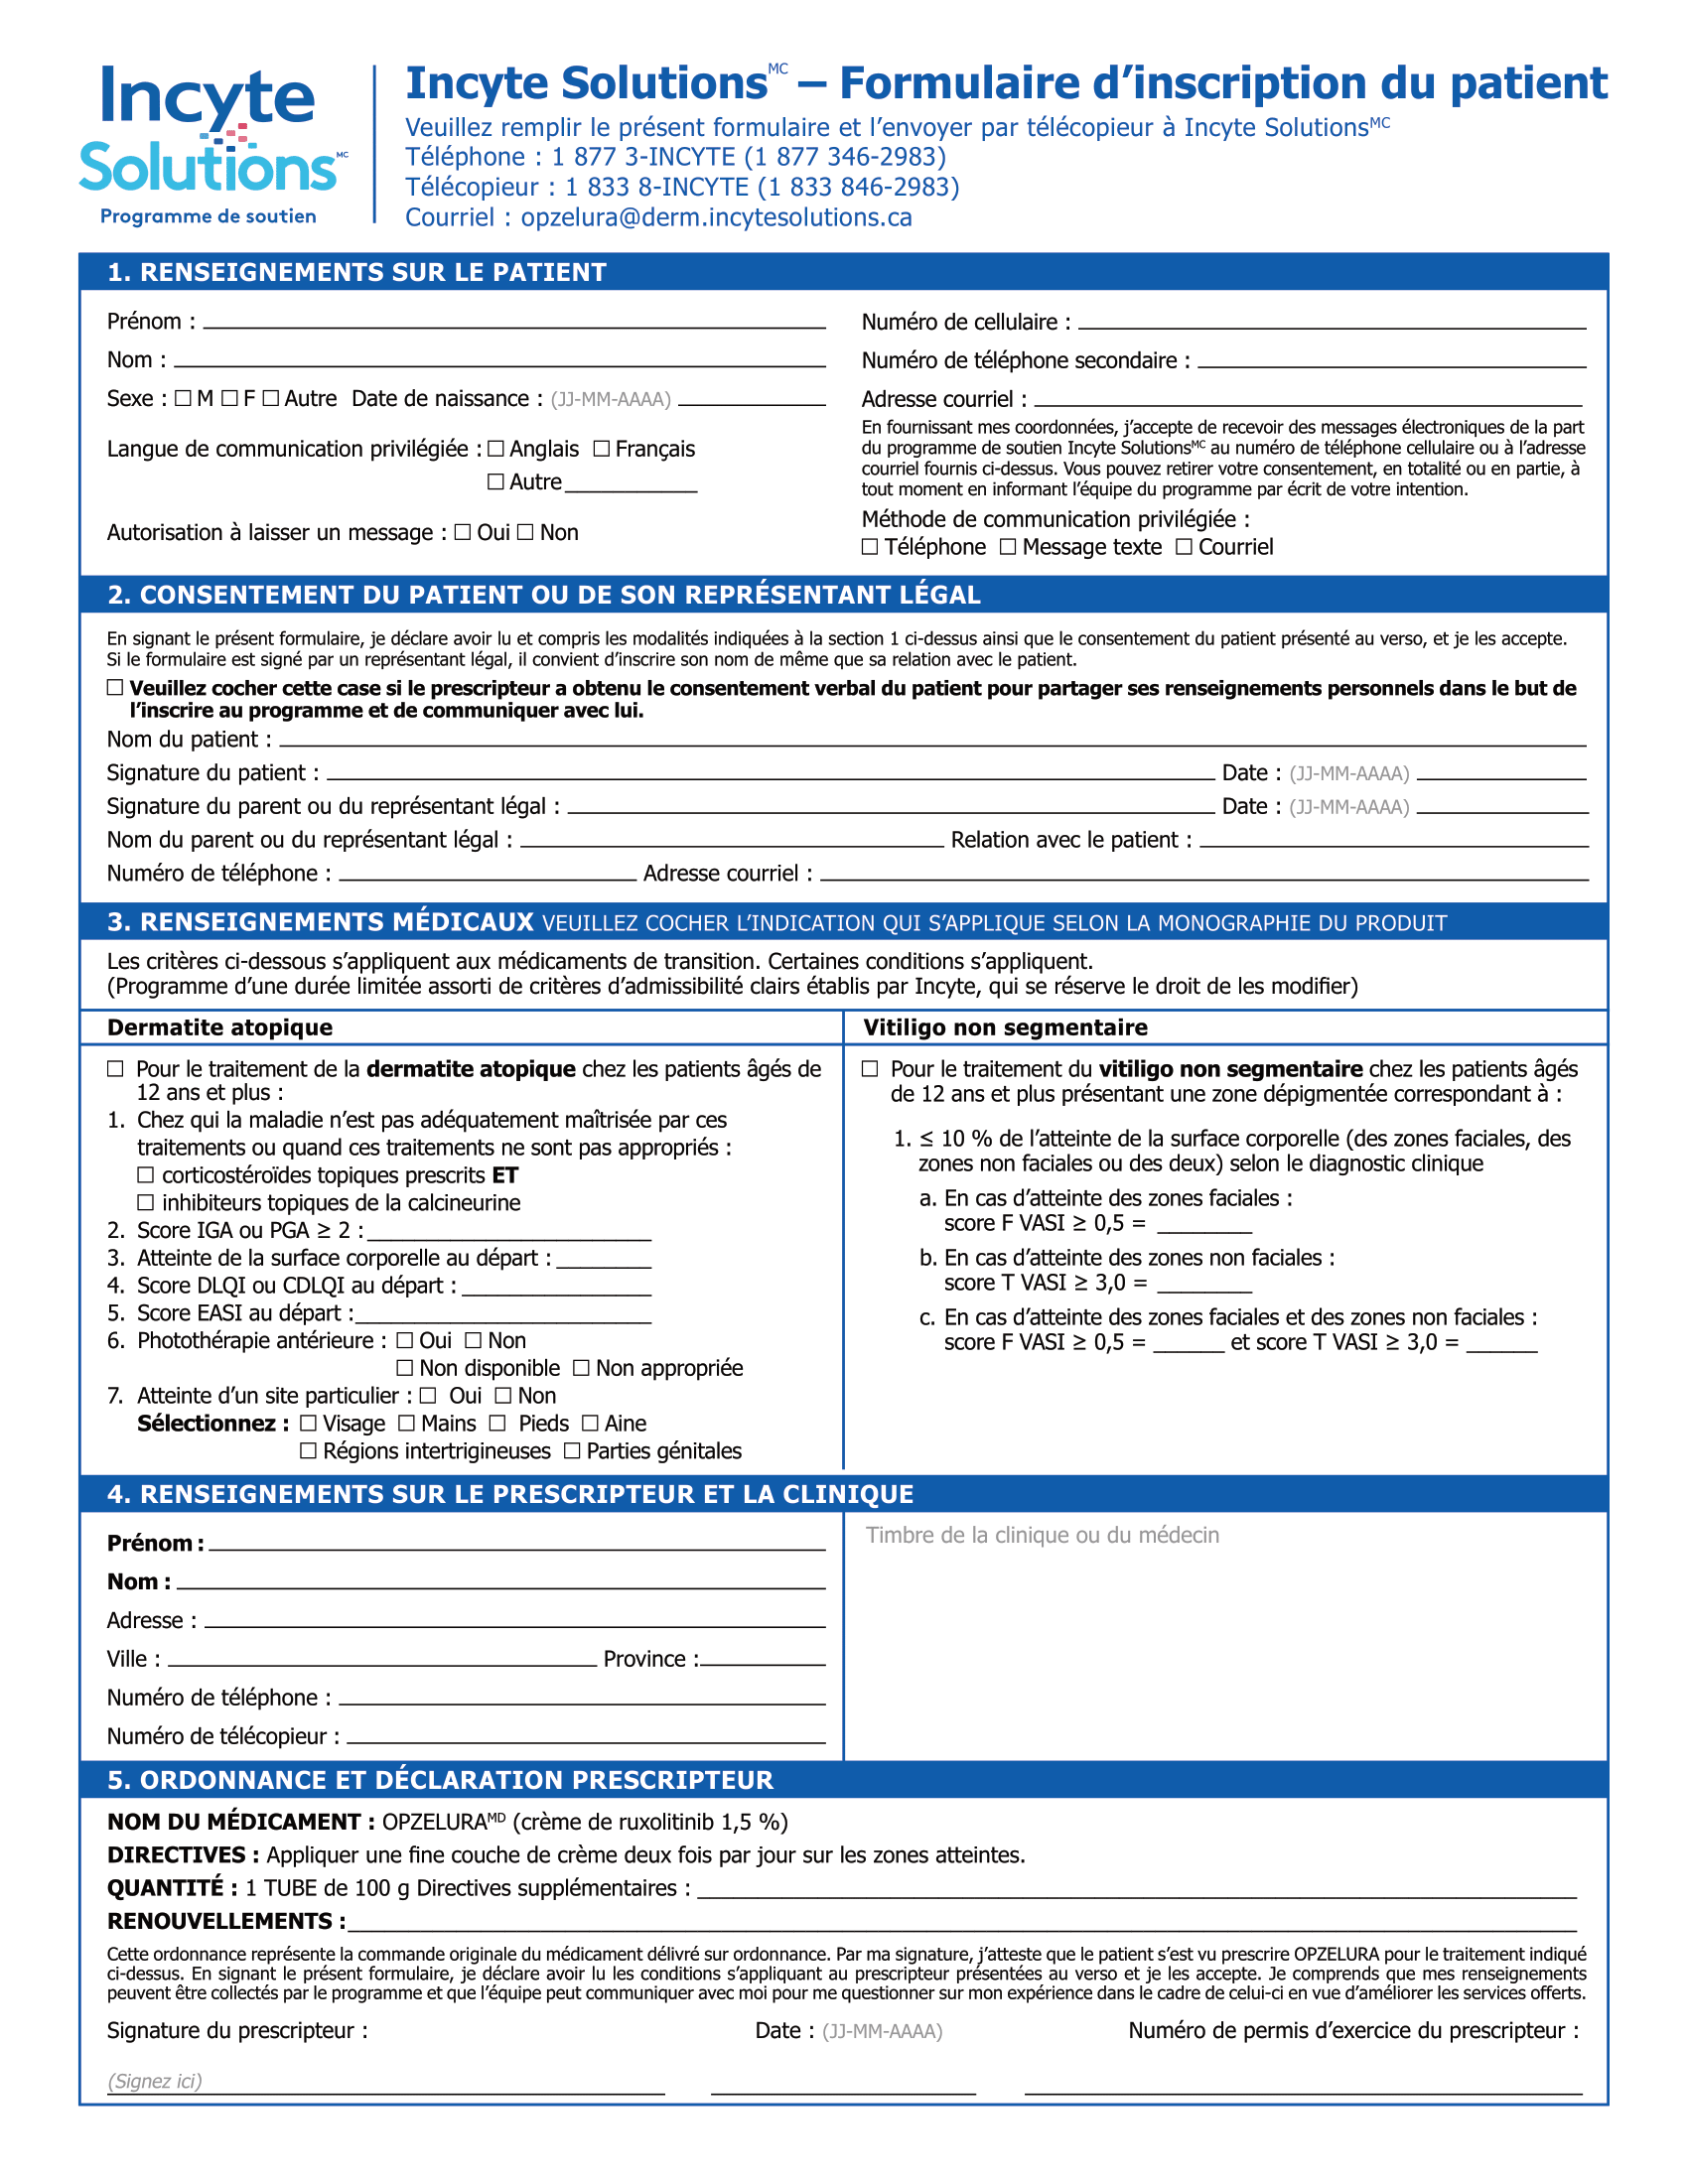 Incyte
Solutions MC
Programme de soutien
Incyte Solutions MC – Formulaire d’inscription du patient
Veuillez remplir le présent formulaire et l’envoyer par télécopieur à Incyte Solutions MC
Téléphone : 1 877 3-INCYTE (1 877 346-2983)
Télécopieur : 1 833 8-INCYTE (1 833 846-2983)
Courriel : opzelura@derm.incytesolutions.ca
1. RENSEIGNEMENTS SUR LE PATIENT
Prénom :
Nom :
Sexe : ☐ M ☐ F ☐ Autre Date de naissance : (JJ-MM-AAAA)
Langue de communication privilégiée : ☐ Anglais ☐ Français
☐ Autre
Autorisation à laisser un message : ☐ Oui ☐ Non
Numéro de cellulaire :
Numéro de téléphone secondaire :
Adresse courriel :
En fournissant mes coordonnées, j’accepte de recevoir des messages électroniques de la part
du programme de soutien Incyte Solutions MC au numéro de téléphone cellulaire ou à l’adresse
courriel fournis ci-dessus. Vous pouvez retirer votre consentement, en totalité ou en partie, à
tout moment en informant l’équipe du programme par écrit de votre intention.
Méthode de communication privilégiée :
☐ Téléphone ☐ Message texte ☐ Courriel
2. CONSENTEMENT DU PATIENT OU DE SON REPRÉSENTANT LÉGAL
En signant le présent formulaire, je déclare avoir lu et compris les modalités indiquées à la section 1 ci-dessus ainsi que le consentement du patient présenté au verso, et je les accepte.
Si le formulaire est signé par un représentant légal, il convient d’inscrire son nom de même que sa relation avec le patient.
☐ Veuillez cocher cette case si le prescripteur a obtenu le consentement verbal du patient pour partager ses renseignements personnels dans le but de
l’inscrire au programme et de communiquer avec lui.
Nom du patient :
Signature du patient : Date : (JJ-MM-AAAA)
Signature du parent ou du représentant légal : Date : (JJ-MM-AAAA)
Nom du parent ou du représentant légal : Relation avec le patient :
Numéro de téléphone : Adresse courriel :
3. RENSEIGNEMENTS MÉDICAUX VEUILLEZ COCHER L’INDICATION QUI S’APPLIQUE SELON LA MONOGRAPHIE DU PRODUIT
Les critères ci-dessous s’appliquent aux médicaments de transition. Certaines conditions s’appliquent.
(Programme d’une durée limitée assorti de critères d’admissibilité clairs établis par Incyte, qui se réserve le droit de les modifier)
Dermatite atopique
☐ Pour le traitement de la dermatite atopique chez les patients âgés de
12 ans et plus :
1. Chez qui la maladie n’est pas adéquatement maîtrisée par ces
traitements ou quand ces traitements ne sont pas appropriés :
☐ corticostéroïdes topiques prescrits ET
☐ inhibiteurs topiques de la calcineurine
2. Score IGA ou PGA ≥ 2 :
3. Atteinte de la surface corporelle au départ :
4. Score DLQI ou CDLQI au départ :
5. Score EASI au départ :
6. Photothérapie antérieure : ☐ Oui ☐ Non
☐ Non disponible ☐ Non appropriée
7. Atteinte d’un site particulier : ☐ Oui ☐ Non
Sélectionnez : ☐ Visage ☐ Mains ☐ Pieds ☐ Aine
☐ Régions intertrigineuses ☐ Parties génitales
Vitiligo non segmentaire
☐ Pour le traitement du vitiligo non segmentaire chez les patients âgés
de 12 ans et plus présentant une zone dépigmentée correspondant à :
1. ≤ 10 % de l’atteinte de la surface corporelle (des zones faciales, des
zones non faciales ou des deux) selon le diagnostic clinique
a. En cas d’atteinte des zones faciales :
score F VASI ≥ 0,5 =
b. En cas d’atteinte des zones non faciales :
score T VASI ≥ 3,0 =
c. En cas d’atteinte des zones faciales et des zones non faciales :
score F VASI ≥ 0,5 = ______ et score T VASI ≥ 3,0 = ______
4. RENSEIGNEMENTS SUR LE PRESCRIPTEUR ET LA CLINIQUE
Prénom :
Nom :
Adresse :
Ville : Province :
Numéro de téléphone :
Numéro de télécopieur :
Timbre de la clinique ou du médecin
5. ORDONNANCE ET DÉCLARATION PRESCRIPTEUR
NOM DU MÉDICAMENT : OPZELURA MD (crème de ruxolitinib 1,5 %)
DIRECTIVES : Appliquer une fine couche de crème deux fois par jour sur les zones atteintes.
QUANTITÉ : 1 TUBE de 100 g Directives supplémentaires :
RENOUVELLEMENTS :
Cette ordonnance représente la commande originale du médicament délivré sur ordonnance. Par ma signature, j’atteste que le patient s’est vu prescrire OPZELURA pour le traitement indiqué
ci-dessus. En signant le présent formulaire, je déclare avoir lu les conditions s’appliquant au prescripteur présentées au verso et je les accepte. Je comprends que mes renseignements
peuvent être collectés par le programme et que l’équipe peut communiquer avec moi pour me questionner sur mon expérience dans le cadre de celui-ci en vue d’améliorer les services offerts.
Signature du prescripteur : Date : (JJ-MM-AAAA) Numéro de permis d’exercice du prescripteur :
(Signez ici)